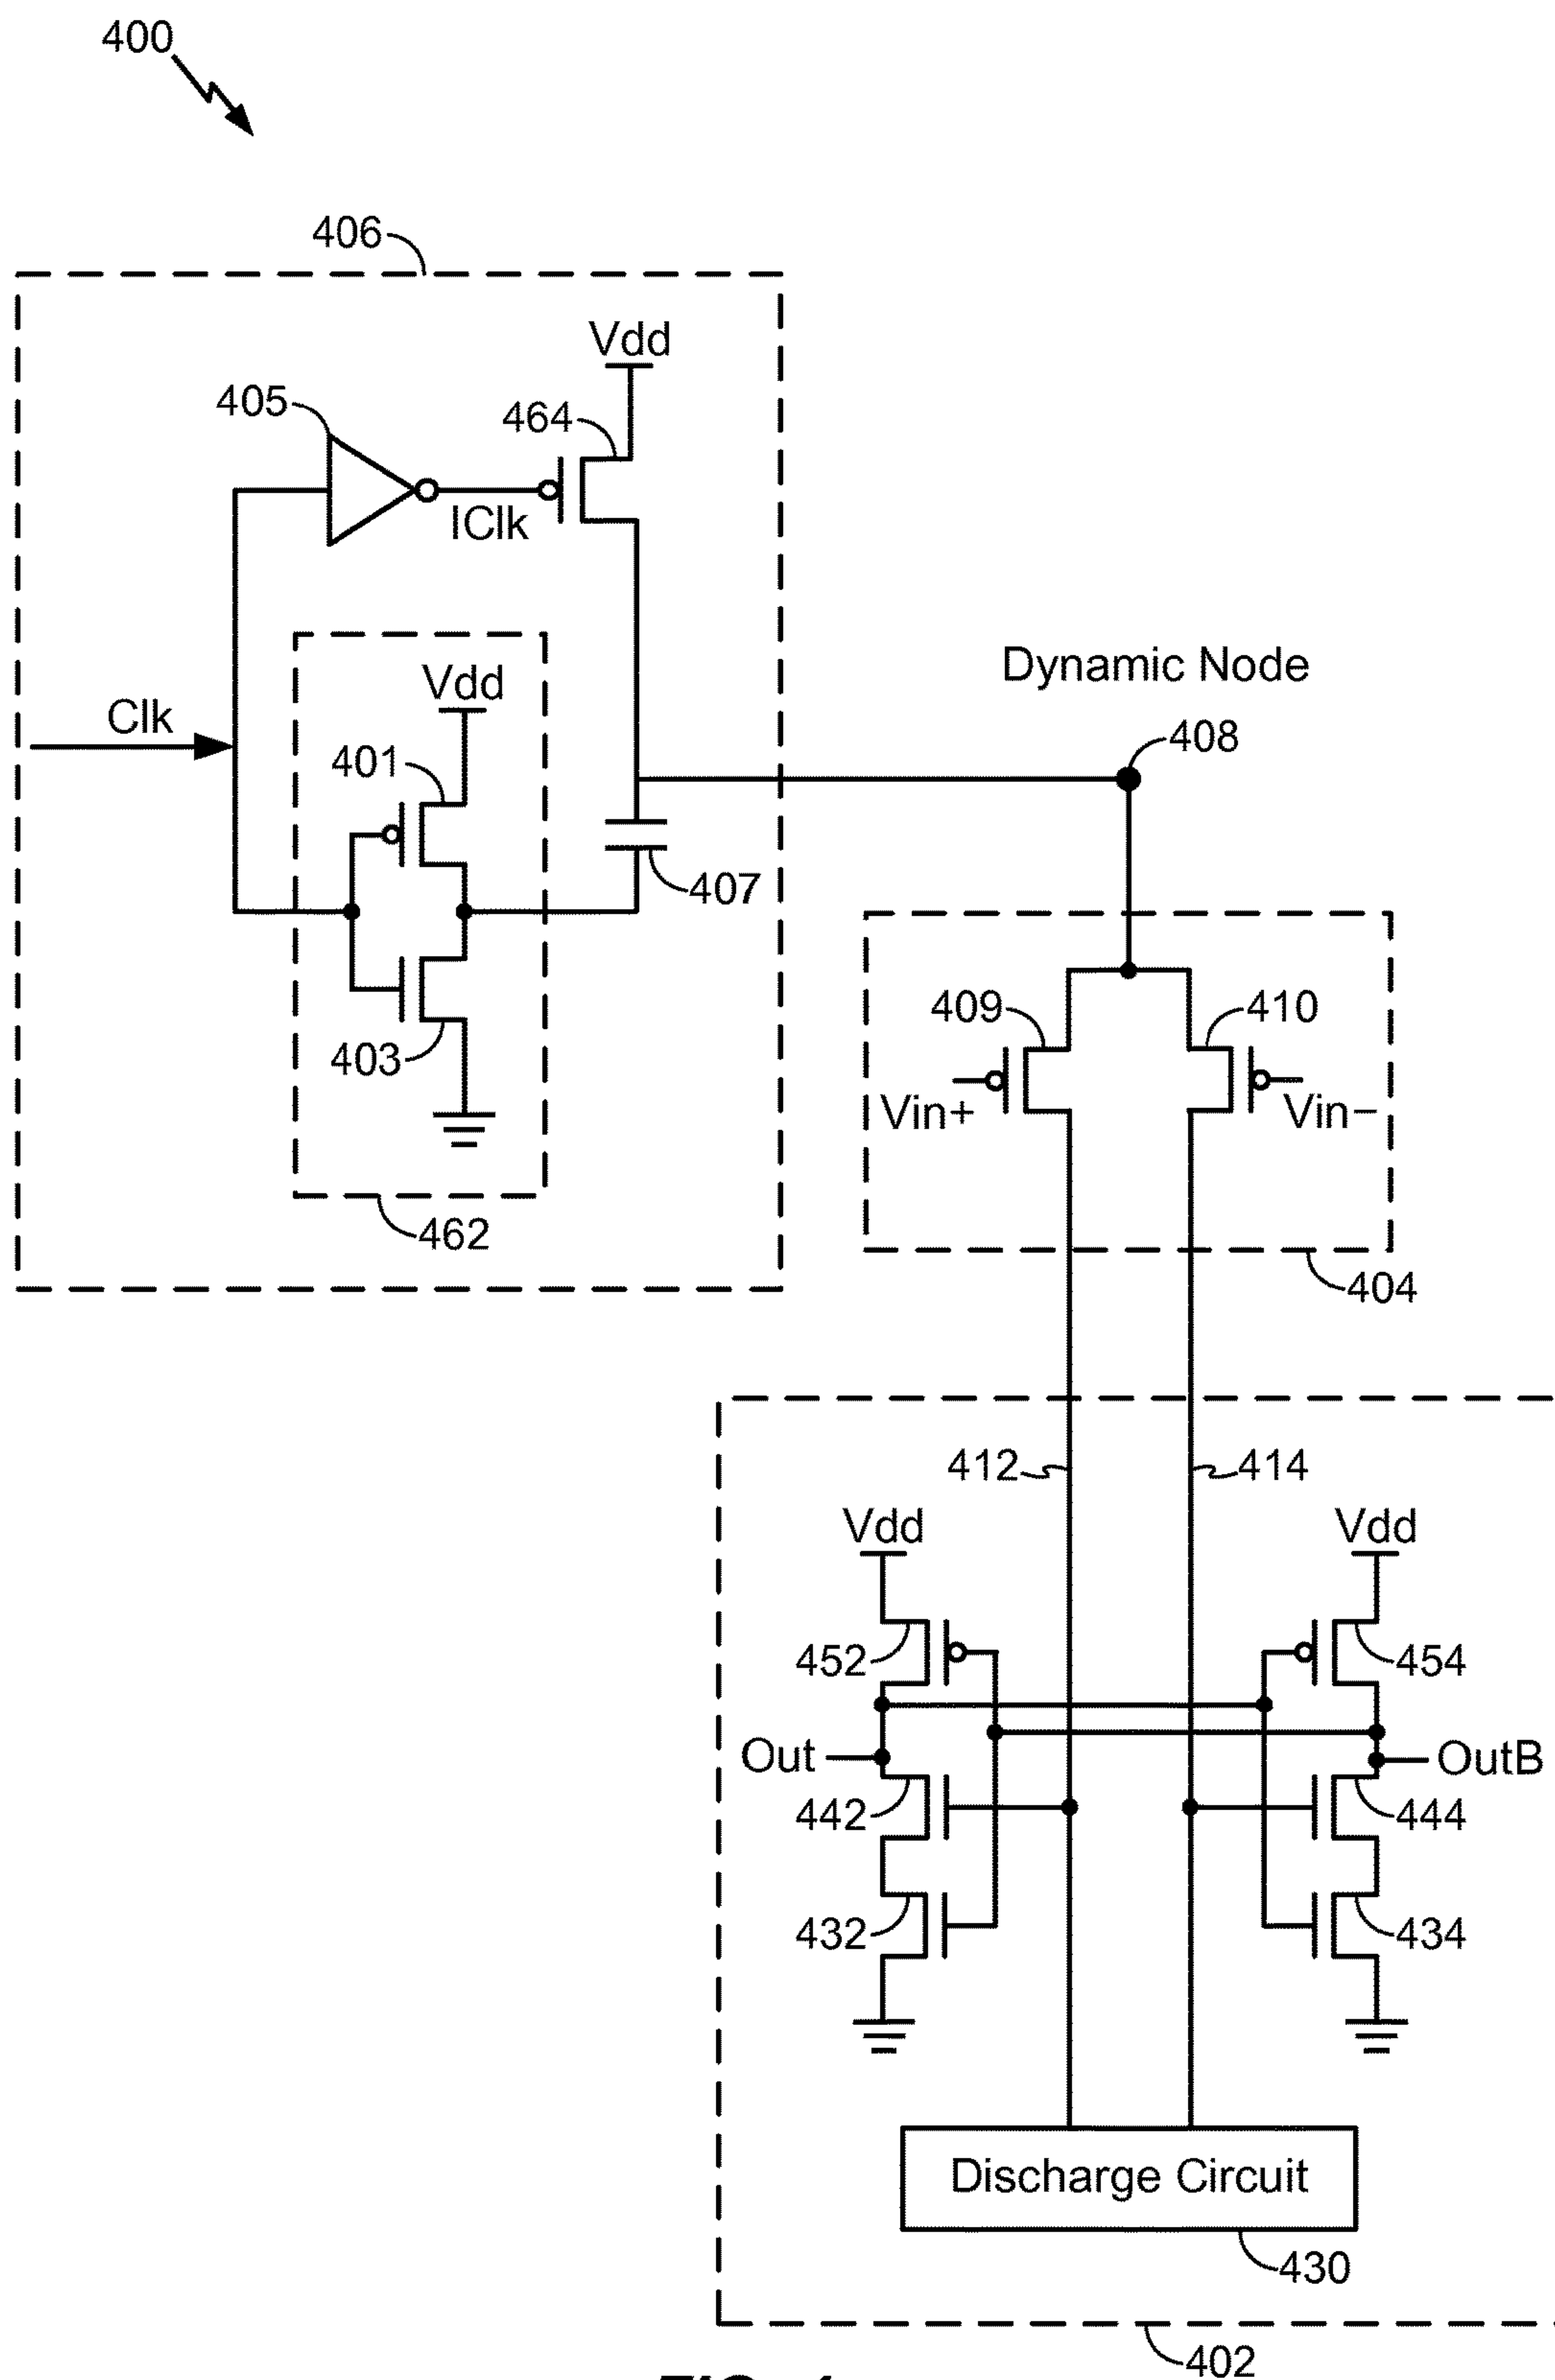 400
406
Vdd
405
464
IClk
Dynamic Node
Vdd
Clk
408
401
407
409
410
403
Vin+
Vin−
462
404
412
414
Vdd
Vdd
452
454
Out
OutB
442
444
432
434
Discharge Circuit
430
402